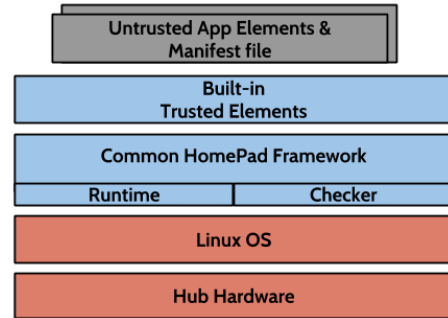 Untrusted App Elements &
Manifest file
Built-in
Trusted Elements
Common HomePad Framework
Runtime
Checker
Linux OS
Hub Hardware